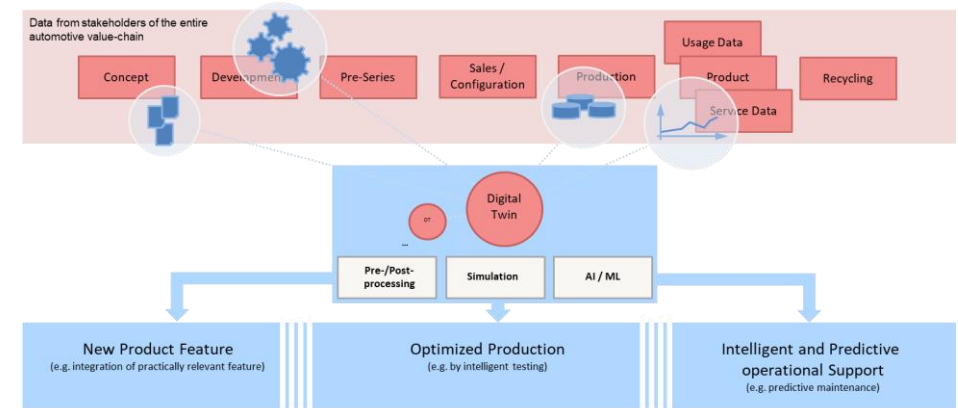 Data from stakeholders of the entire
automotive value-chain
Concept
Development
Pre-Series
Sales /
Configuration
Production
Usage Data
Product
Service Data
Recycling
Digital
Twin
DT
...
Pre-/Post-
processing
Simulation
AI / ML
New Product Feature
(e.g. integration of practically relevant feature)
Optimized Production
(e.g. by intelligent testing)
Intelligent and Predictive
operational Support
(e.g. predictive maintenance)